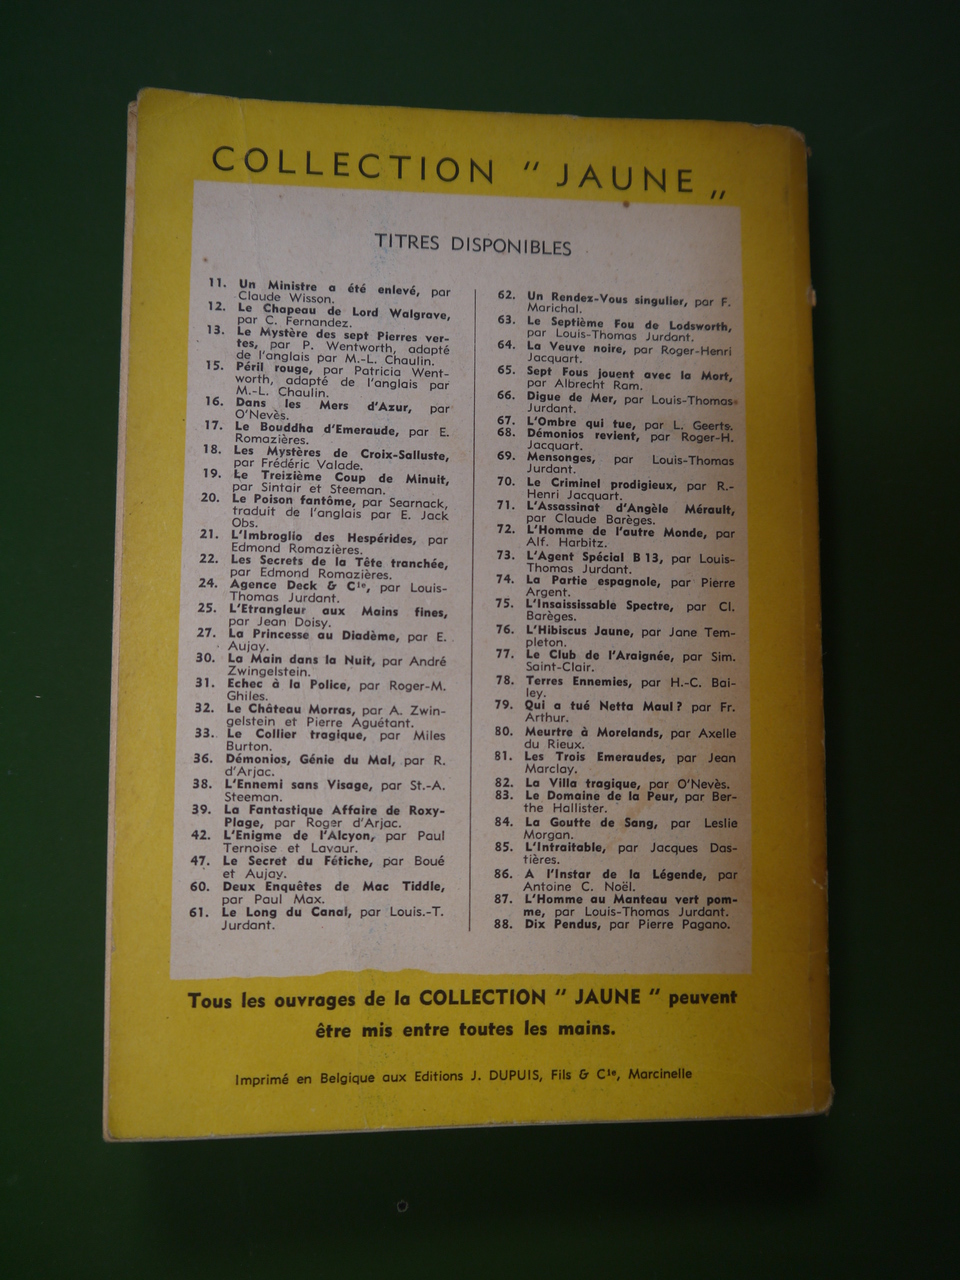 COLLECTION " JAUNE „
TITRES DISPONIBLES
11. Un Ministre a été enlevé, par
Claude Wisson.
12. Le Chapeau de Lord Walgrave,
par C. Fernandez.
13. Le Mystère des sept Pierres ver-
tes, par P. Wentworth, adapté
de l'anglais par M.-L. Chaulin.
15. Péril rouge, par Patricia Went-
worth, adapté de l'anglais par
M.-L. Chaulin.
16. Dans les Mers d'Azur, par
O'Nevès.
17. Le Bouddha d'Emeraude, par E.
Romazières.
18. Les Mystères de Croix-Salluste,
par Frédéric Valade.
19. Le Treizième Coup de Minuit,
par Sintair et Steeman.
20. Le Poison fantôme, par Searnack,
traduit de l'anglais par E. Jack
Obs.
21. L'Imbroglio des Hespérides, par
Edmond Romazières.
22. Les Secrets de la Tête tranchée,
par Edmond Romazières.
24. Agence Deck & Cie, par Louis-
Thomas Jurdant.
25. L'Etrangleur aux Mains fines,
par Jean Doisy.
27. La Princesse au Diadème, par E.
Aujay.
30. La Main dans la Nuit, par André
Zwingelstein.
31. Echec à la Police, par Roger-M.
Ghiles.
32. Le Château Morras, par A. Zwin-
gelstein et Pierre Aguétant.
33. Le Collier tragique, par Miles
Burton.
36. Démonios, Génie du Mal, par R.
d'Arjac.
38. L'Ennemi sans Visage, par St.-A.
Steeman.
39. La Fantastique Affaire de Roxy-
Plage, par Roger d'Arjac.
42. L'Enigme de l'Alcyon, par Paul
Ternoise et Lavaur.
47. Le Secret du Fétiche, par Boué
et Aujay.
60. Deux Enquêtes de Mac Tiddle,
par Paul Max.
61. Le Long du Canal, par Louis.-T.
Jurdant.
62. Un Rendez-Vous singulier, par F.
Marichal.
63. Le Septième Fou de Lodsworth,
par Louis-Thomas Jurdant.
64. La Veuve noire, par Roger-Henri
Jacquart.
65. Sept Fous jouent avec la Mort,
par Albrecht Ram.
66. Digue de Mer, par Louis-Thomas
Jurdant.
67. L'Ombre qui tue, par L. Geerts.
68. Démonios revient, par Roger-H.
Jacquart.
69. Mensonges, par Louis-Thomas
Jurdant.
70. Le Criminel prodigieux, par R.-
Henri Jacquart.
71. L'Assassinat d'Angèle Mérault,
par Claude Barèges.
72. L'Homme de l'autre Monde, par
Alf. Harbitz.
73. L'Agent Spécial B 13, par Louis-
Thomas Jurdant.
74. La Partie espagnole, par Pierre
Argent.
75. L'Insaississable Spectre, par Cl.
Barèges.
76. L'Hibiscus Jaune, par Jane Tem-
pleton.
77. Le Club de l'Araignée, par Sim.
Saint-Clair.
78. Terres Ennemies, par H.-C. Bai-
ley.
79. Qui a tué Netta Maul ? par Fr.
Arthur.
80. Meurtre à Morelands, par Axelle
du Rieux.
81. Les Trois Emeraudes, par Jean
Marclay.
82. La Villa tragique, par O'Nevès.
83. Le Domaine de la Peur, par Ber-
the Hallister.
84. La Goutte de Sang, par Leslie
Morgan.
85. L'Intraitable, par Jacques Das-
tières.
86. A l'Instar de la Légende, par
Antoine C. Noël.
87. L'Homme au Manteau vert pom-
me, par Louis-Thomas Jurdant.
88. Dix Pendus, par Pierre Pagano.
Tous les ouvrages de la COLLECTION " JAUNE " peuvent
être mis entre toutes les mains.
Imprimé en Belgique aux Editions J. DUPUIS, Fils & Cie, Marcinelle